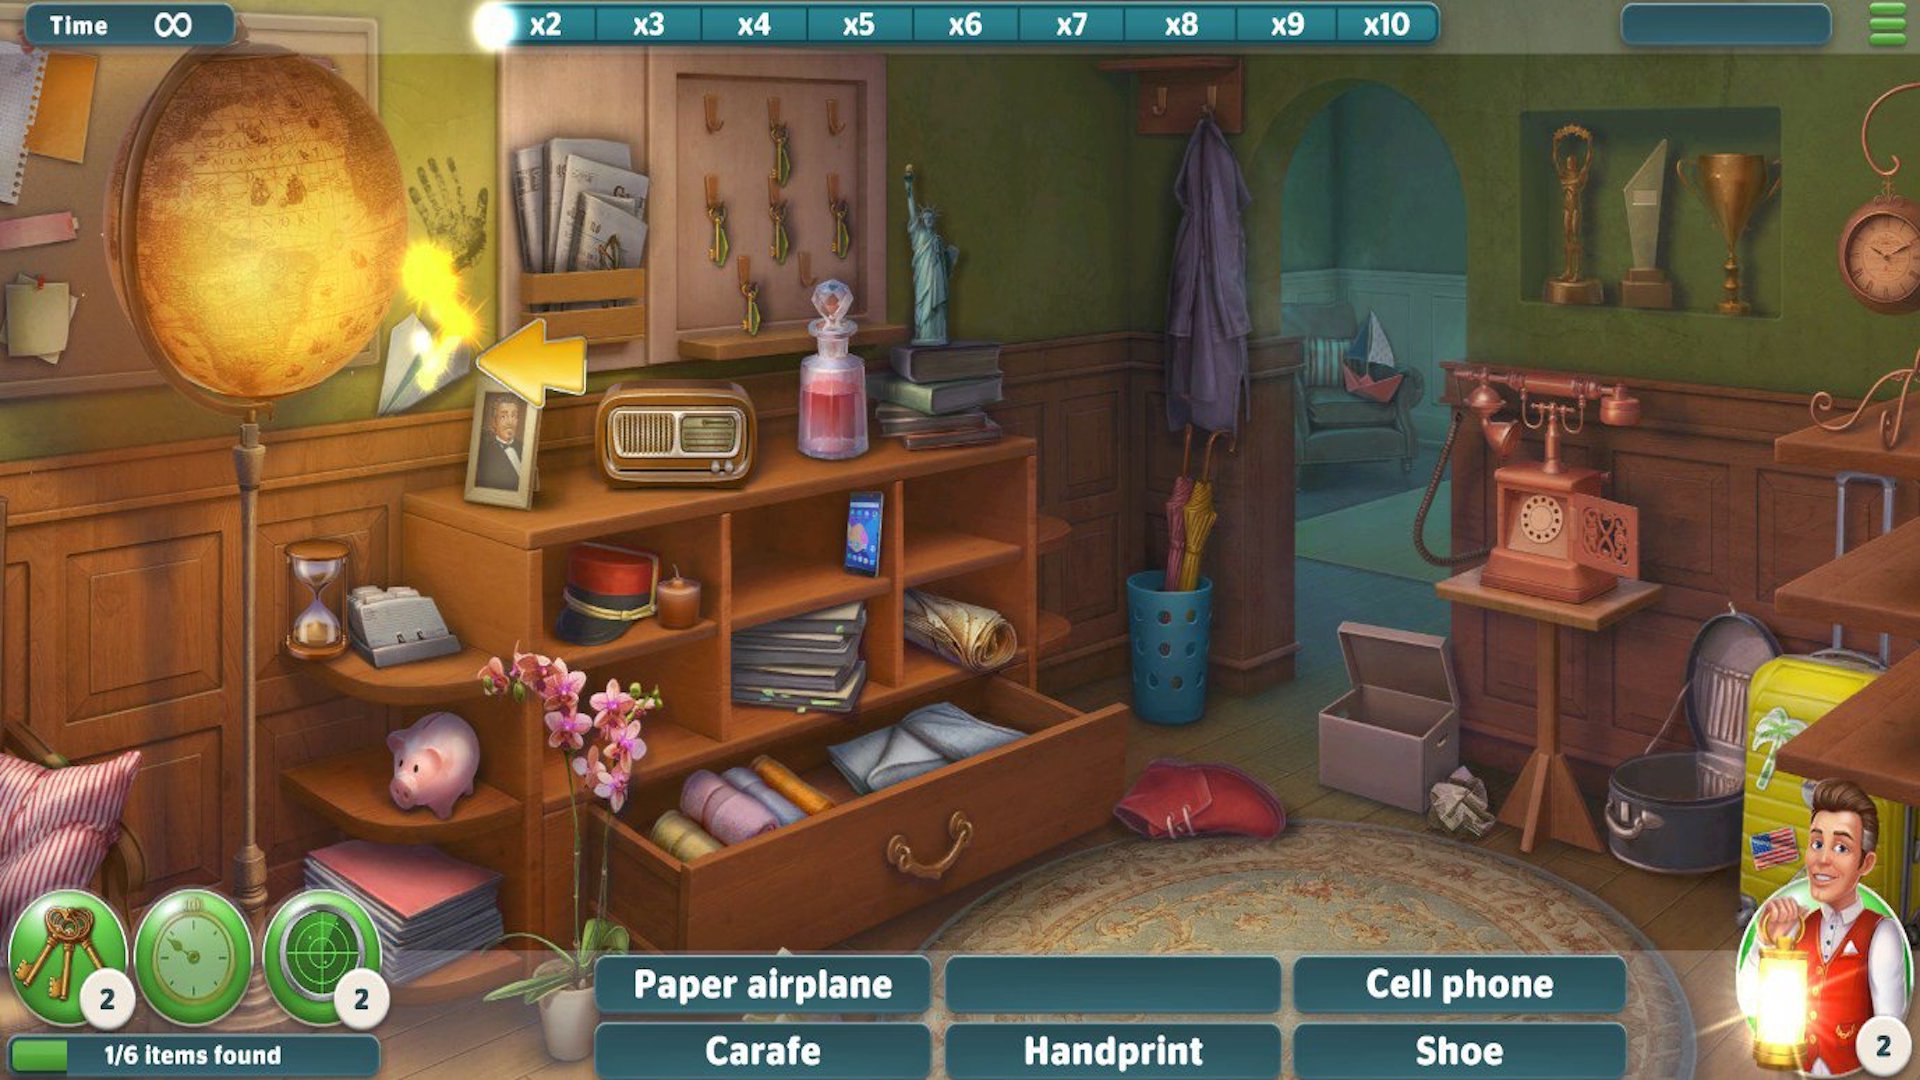 Time ∞
x2 x3 x4 x5 x6 x7 x8 x9 x10
2
2
1/6 items found
Paper airplane
Cell phone
Carafe
Handprint
Shoe
2